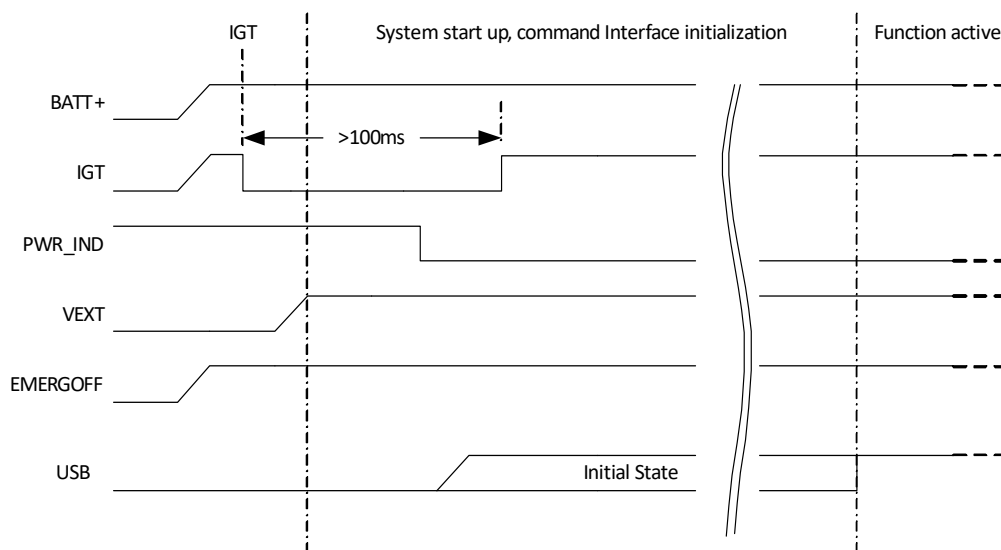 IGT
System start up, command Interface initialization
Function active
BATT+
>100ms
IGT
PWR_IND
VEXT
EMERGOFF
USB
Initial State